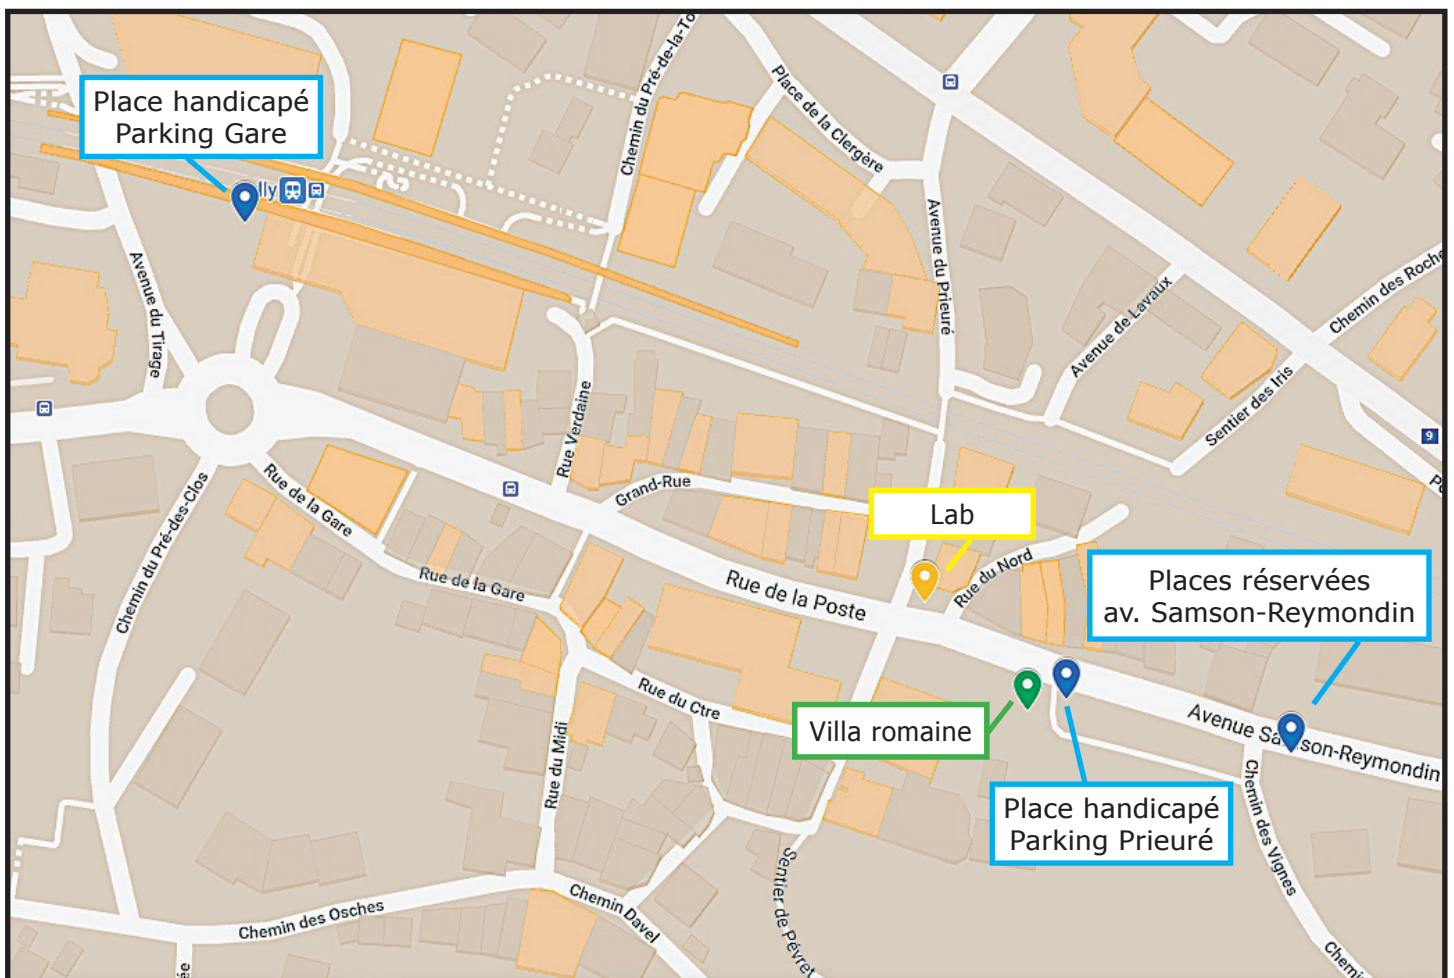 Place handicapé
Parking Gare
lly
Chemin du Pré-de-la-To
Place de la Clergère
Avenue du Prieuré
Avenue de Lavaux
Chemin des Roche
Sentier des Iris
9
Avenue du Tirage
Rue Verdaine
Grand-Rue
Rue de la Gare
Chemin du Pré-des-Clos
Rue de la Gare
Lab
Rue de la Poste
Rue du Nord
Places réservées
av. Samson-Reymondin
Rue du Ctre
Villa romaine
Avenue Samson-Reymondin
Rue du Midi
Place handicapé
Parking Prieuré
Chemin des Vignes
Sentier de Pévret
Chemin des Osches
Chemin Davel
Chemi
ée